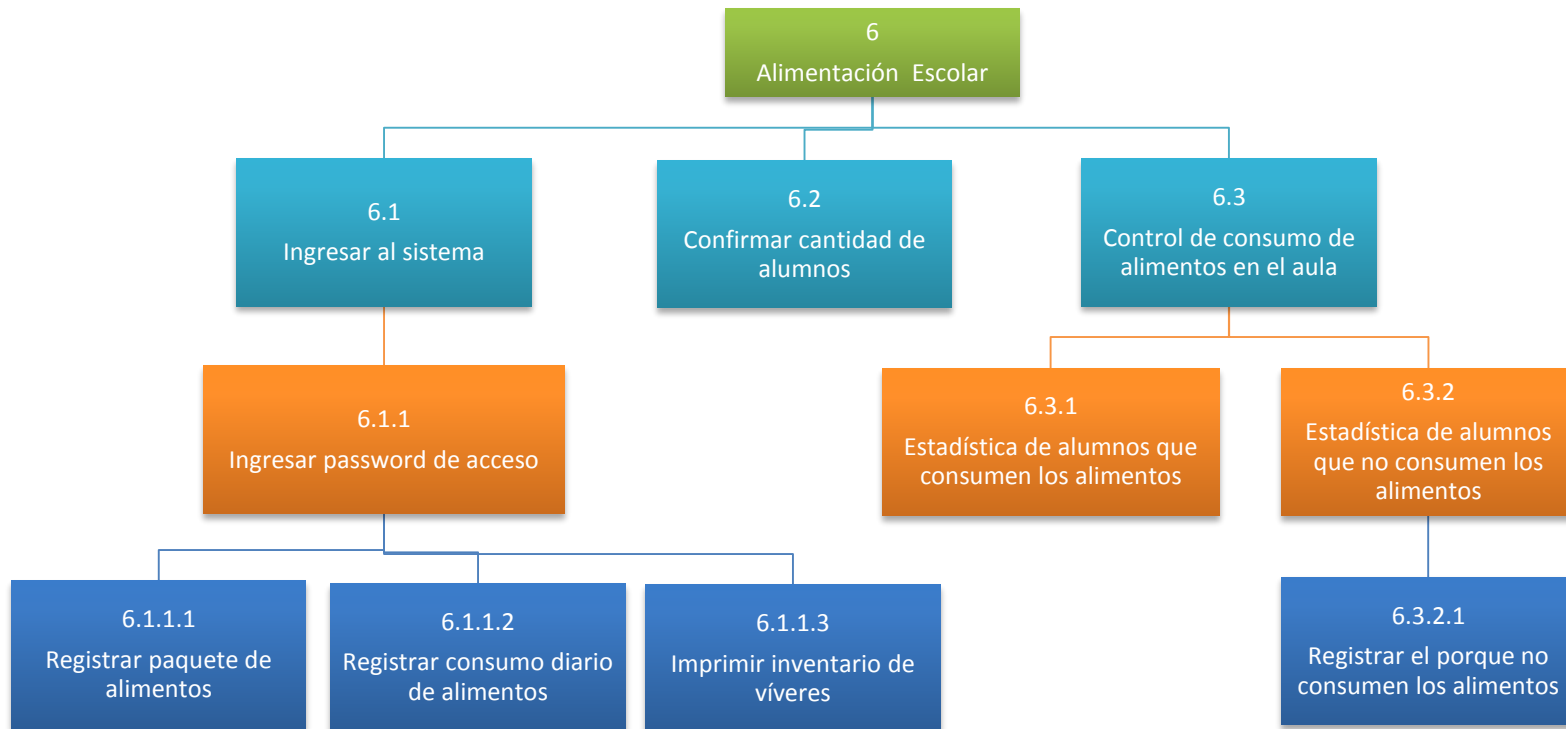 6
Alimentación  Escolar
6.1
Ingresar al sistema
6.2
Confirmar cantidad de
alumnos
6.3
Control de consumo de
alimentos en el aula
6.1.1
Ingresar password de acceso
6.3.1
Estadística de alumnos que
consumen los alimentos
6.3.2
Estadística de alumnos
que no consumen los
alimentos
6.1.1.1
Registrar paquete de
alimentos
6.1.1.2
Registrar consumo diario
de alimentos
6.1.1.3
Imprimir inventario de
víveres
6.3.2.1
Registrar el porque no
consumen los alimentos